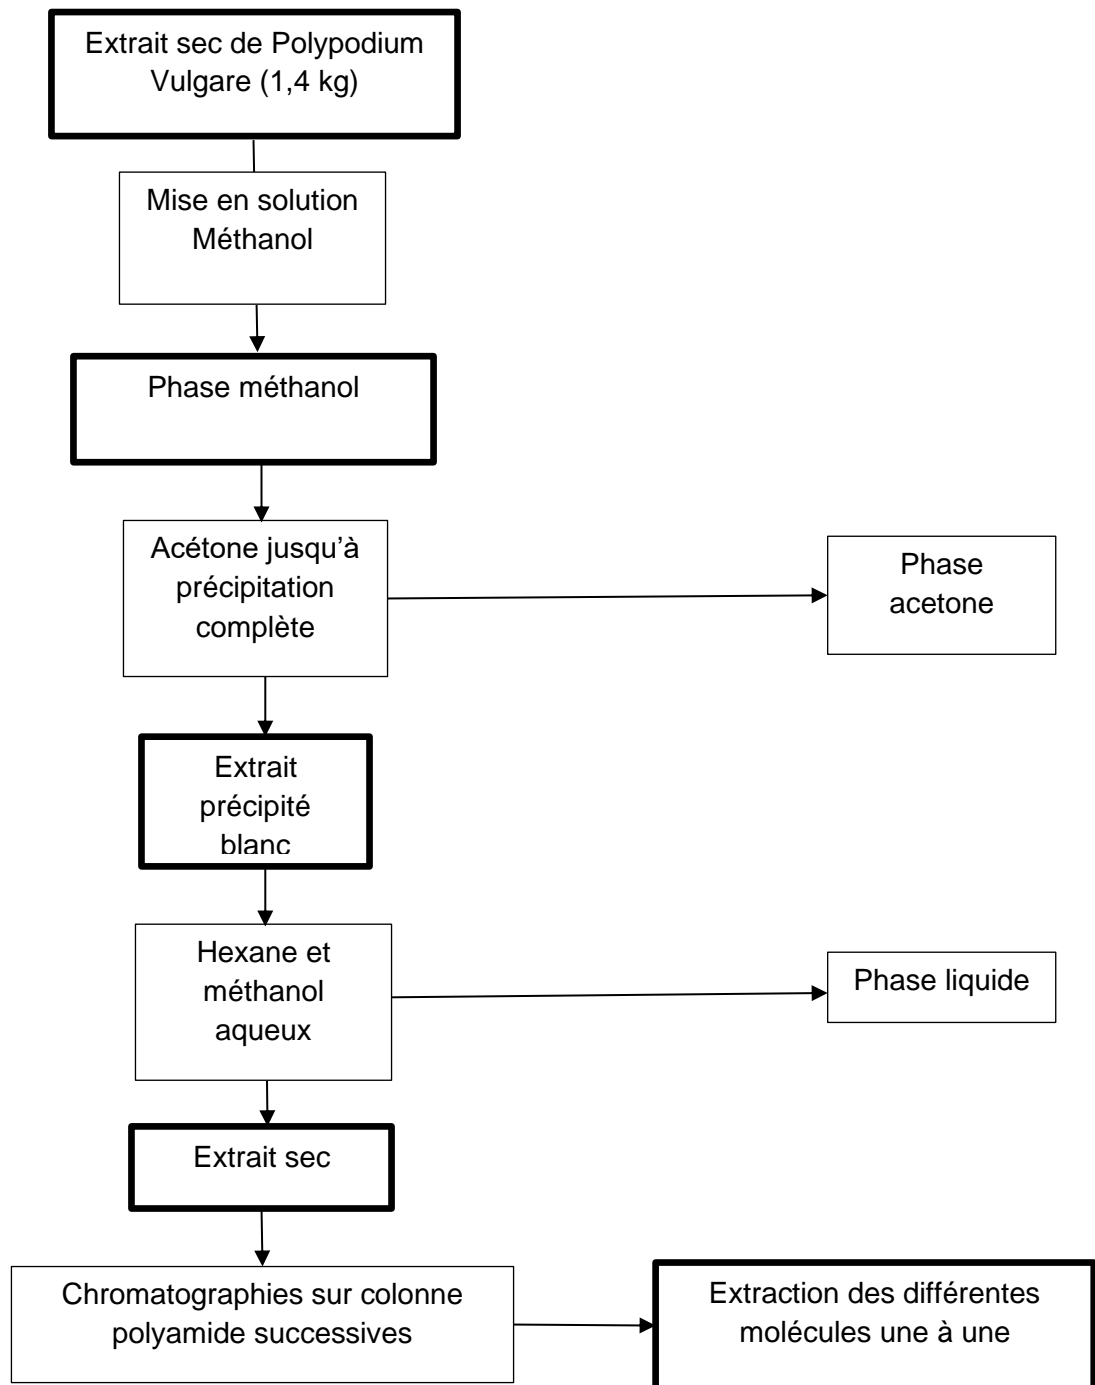 Extrait sec de Polypodium
Vulgare (1,4 kg)
Mise en solution
Méthanol
Phase méthanol
Acétone jusqu'à
précipitation
complète
Phase
acetone
Extrait
précipité
blanc
Hexane et
méthanol
aqueux
Phase liquide
Extrait sec
Chromatographies sur colonne
polyamide successives
Extraction des différentes
molécules une à une